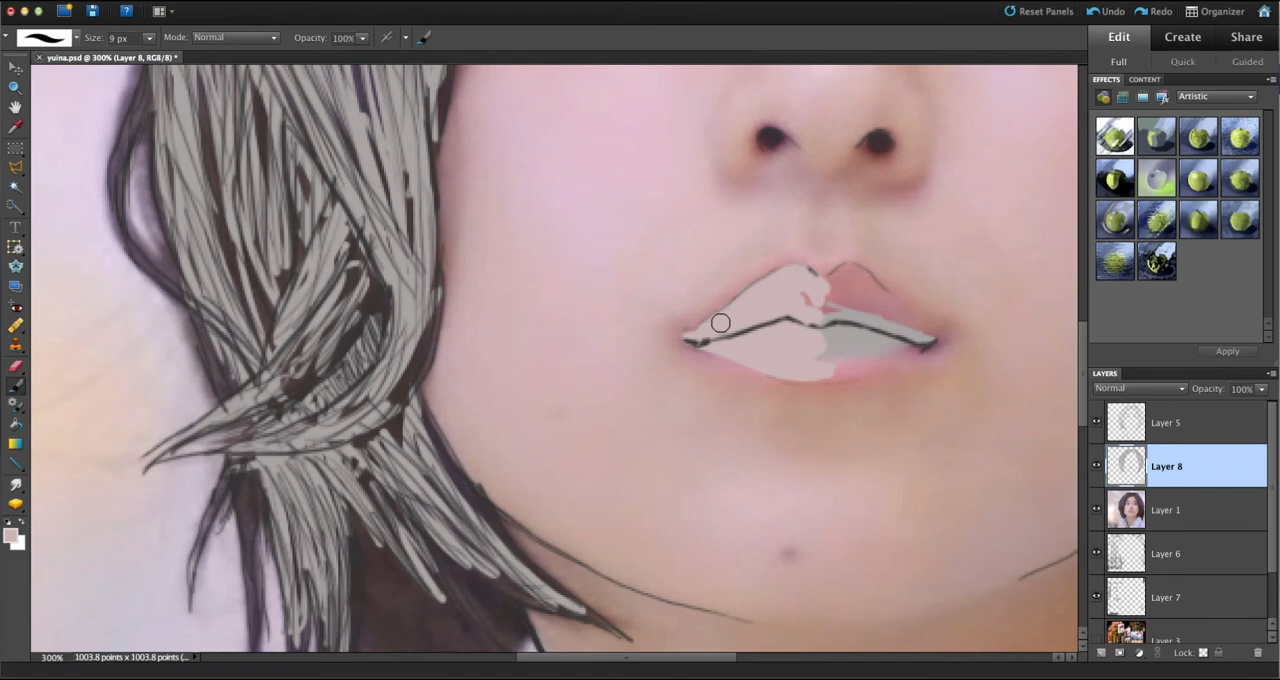 Reset Panels Undo Redo Organizer
Size: 9 px Mode: Normal Opacity: 100%
Edit Create Share
yuina.psd @ 300% (Layer 8, RGB/8) *
Full Quick Guided
EFFECTS CONTENT
Artistic
Apply
LAYERS
Normal Opacity: 100%
Layer 5
Layer 8
Layer 1
Layer 6
Layer 7
Layer 3
Lock:
300% 1003.8 points x 1003.8 points (...